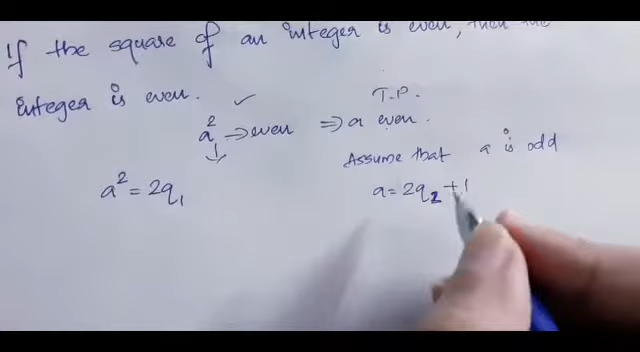 If the square of an integer is even, then the
integer is even. ✓
T.P.
a² → even ⇒ a even.
↓
Assume that a is odd
a² = 2q₁
a = 2q₂ + 1